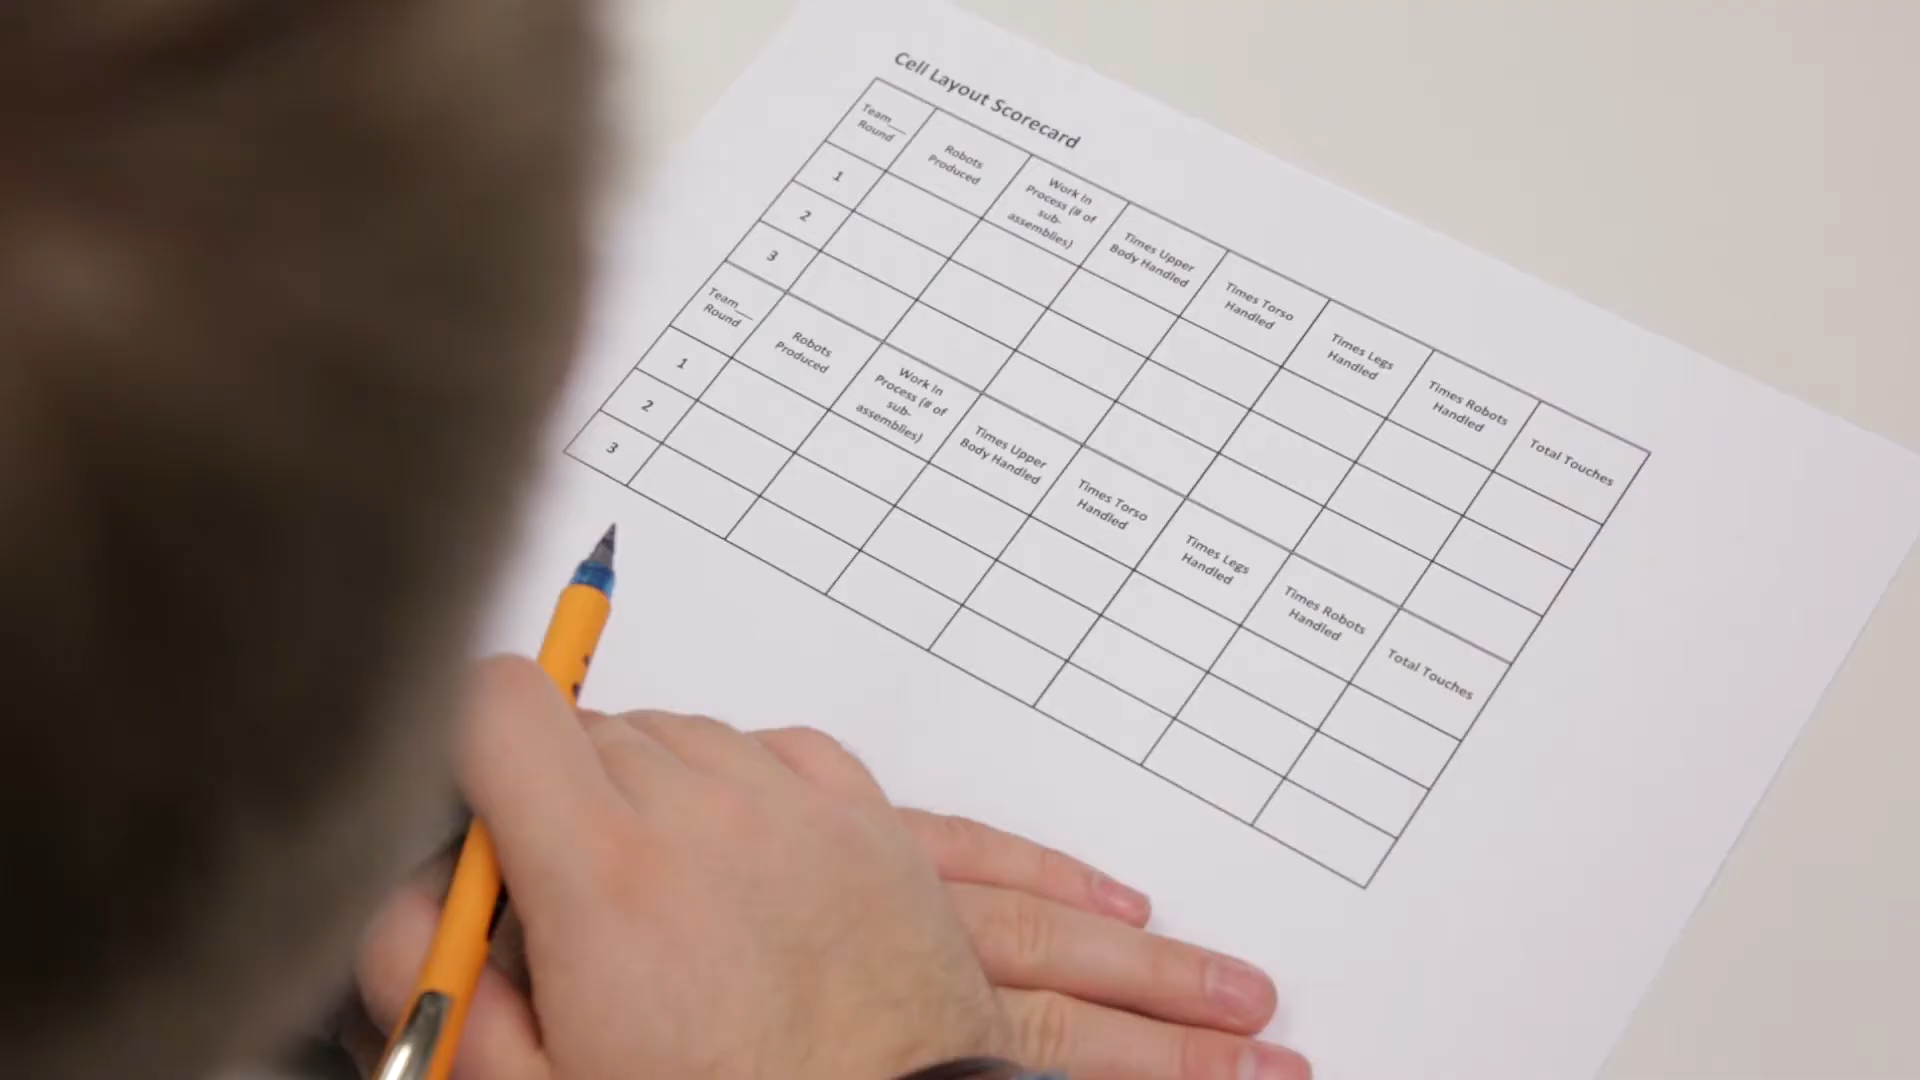 Cell Layout Scorecard
Team__
Round
Robots
Produced
Work In
Process (# of
sub-
assemblies)
Times Upper
Body Handled
Times Torso
Handled
Times Legs
Handled
Times Robots
Handled
Total Touches
1
2
3
Team__
Round
Robots
Produced
Work In
Process (# of
sub-
assemblies)
Times Upper
Body Handled
Times Torso
Handled
Times Legs
Handled
Times Robots
Handled
Total Touches
1
2
3